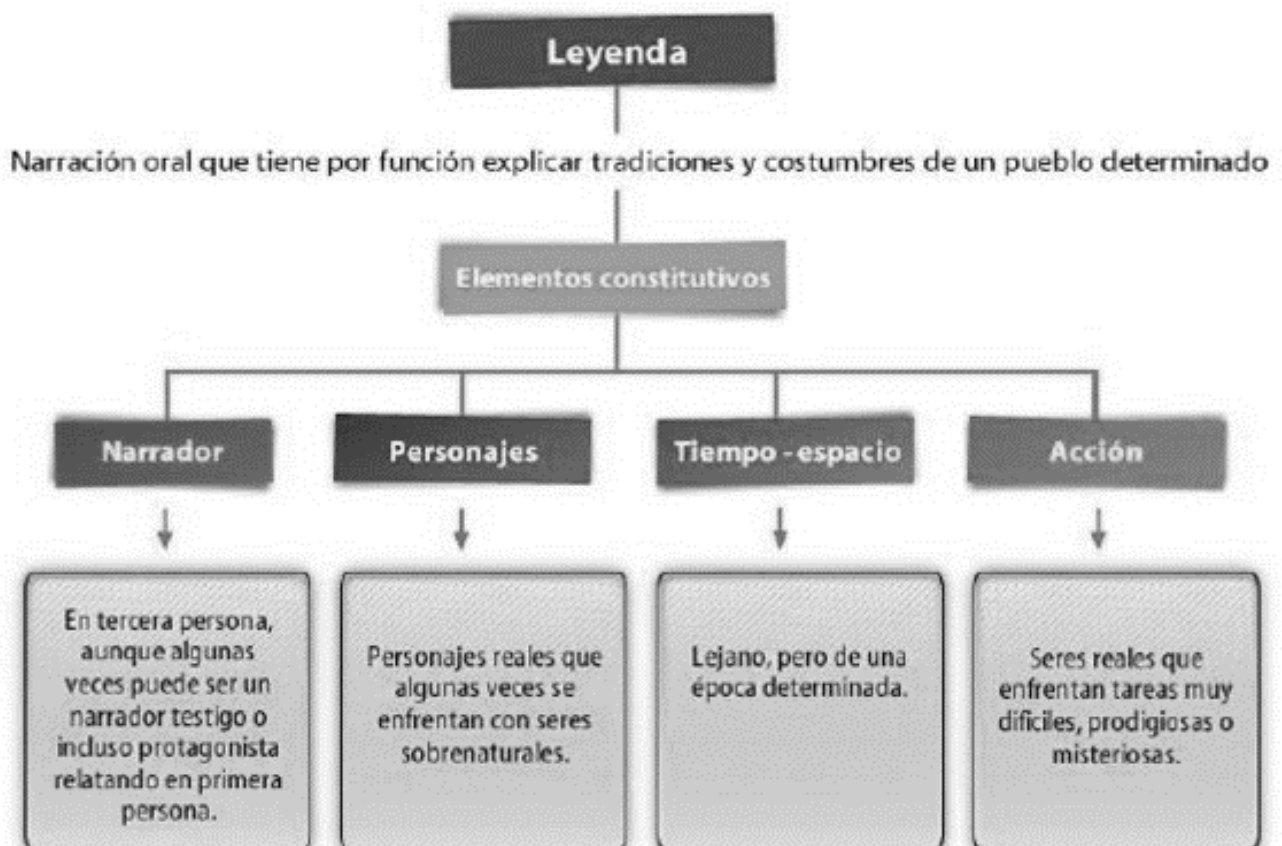 Leyenda
Narración oral que tiene por función explicar tradiciones y costumbres de un pueblo determinado
Elementos constitutivos
Narrador
Personajes
Tiempo - espacio
Acción
En tercera persona,
aunque algunas
veces puede ser un
narrador testigo o
incluso protagonista
relatando en primera
persona.
Personajes reales que
algunas veces se
enfrentan con seres
sobrenaturales.
Lejano, pero de una
época determinada.
Seres reales que
enfrentan tareas muy
dificiles, prodigiosas o
misteriosas.